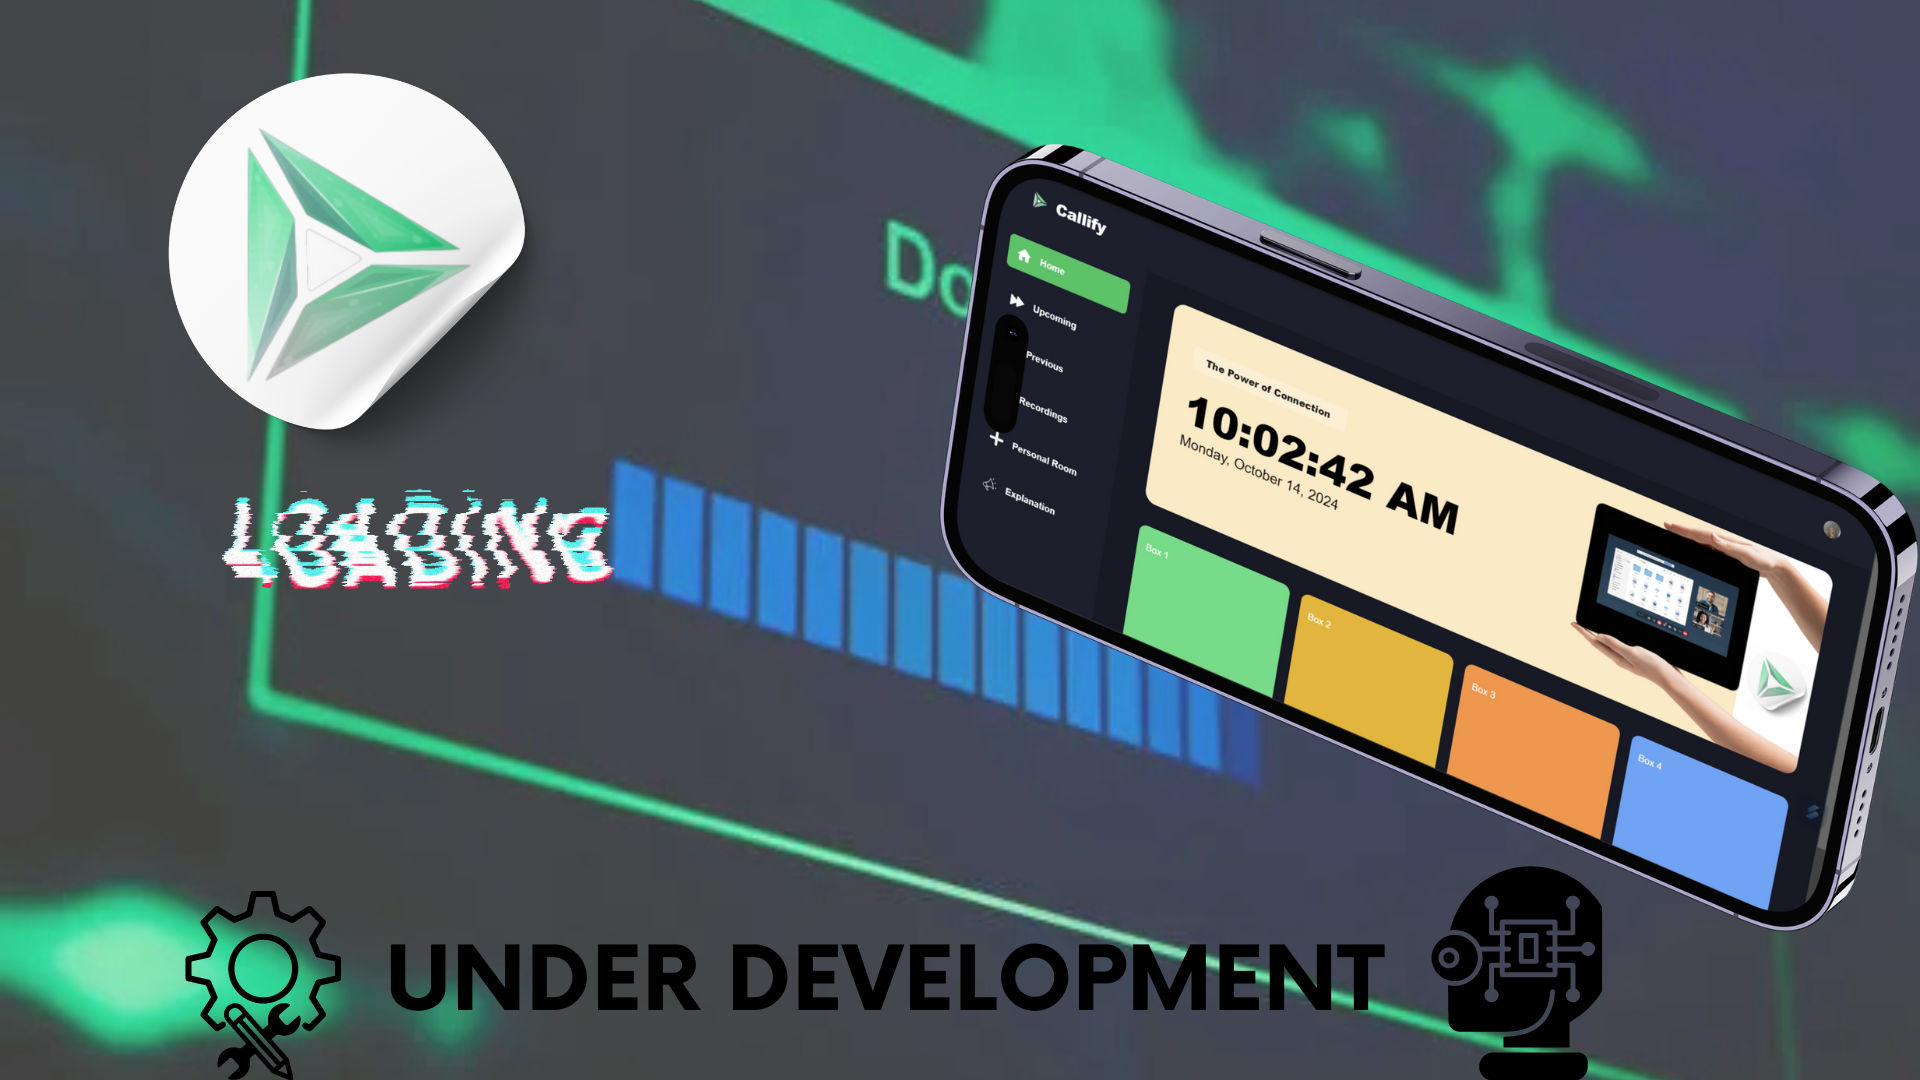 Do
Callify
Home
Upcoming
Previous
Recordings
Personal Room
Explanation
The Power of Connection
10:02:42 AM
Monday, October 14, 2024
Box 1
Box 2
Box 3
Box 4
LOADING
UNDER DEVELOPMENT